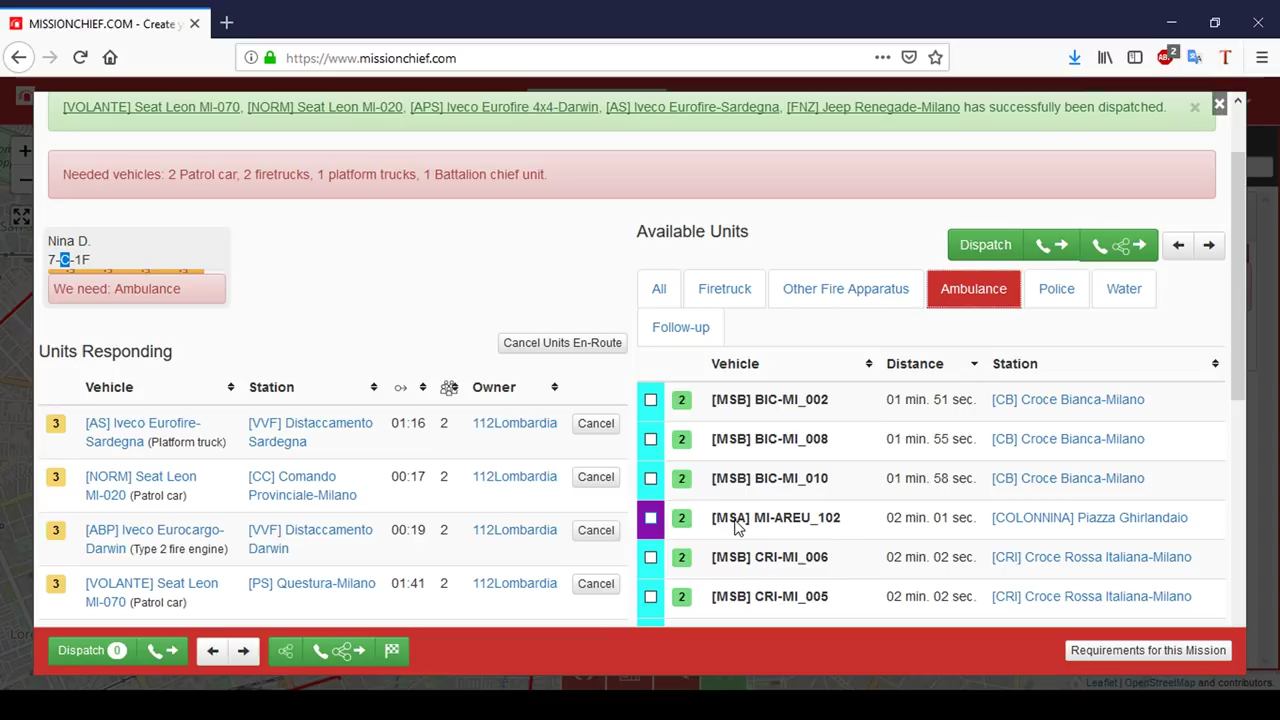 MISSIONCHIEF.COM - Create y
https://www.missionchief.com
2
[VOLANTE] Seat Leon MI-070, [NORM] Seat Leon MI-020, [APS] Iveco Eurofire 4x4-Darwin, [AS] Iveco Eurofire-Sardegna, [FNZ] Jeep Renegade-Milano has successfully been dispatched.
Needed vehicles: 2 Patrol car, 2 firetrucks, 1 platform trucks, 1 Battalion chief unit.
Nina D.
7-C-1F
We need: Ambulance
Cancel Units En-Route
Units Responding
Vehicle Station Owner
3 [AS] Iveco Eurofire-Sardegna (Platform truck) [VVF] Distaccamento Sardegna 01:16 2 112Lombardia Cancel
3 [NORM] Seat Leon MI-020 (Patrol car) [CC] Comando Provinciale-Milano 00:17 2 112Lombardia Cancel
3 [ABP] Iveco Eurocargo-Darwin (Type 2 fire engine) [VVF] Distaccamento Darwin 00:19 2 112Lombardia Cancel
3 [VOLANTE] Seat Leon MI-070 (Patrol car) [PS] Questura-Milano 01:41 2 112Lombardia Cancel
Available Units
Dispatch
All Firetruck Other Fire Apparatus Ambulance Police Water
Follow-up
Vehicle Distance Station
2 [MSB] BIC-MI_002 01 min. 51 sec. [CB] Croce Bianca-Milano
2 [MSB] BIC-MI_008 01 min. 55 sec. [CB] Croce Bianca-Milano
2 [MSB] BIC-MI_010 01 min. 58 sec. [CB] Croce Bianca-Milano
2 [MSA] MI-AREU_102 02 min. 01 sec. [COLONNINA] Piazza Ghirlandaio
2 [MSB] CRI-MI_006 02 min. 02 sec. [CRI] Croce Rossa Italiana-Milano
2 [MSB] CRI-MI_005 02 min. 02 sec. [CRI] Croce Rossa Italiana-Milano
Dispatch 0
Requirements for this Mission
Leaflet | OpenStreetMap and contributors